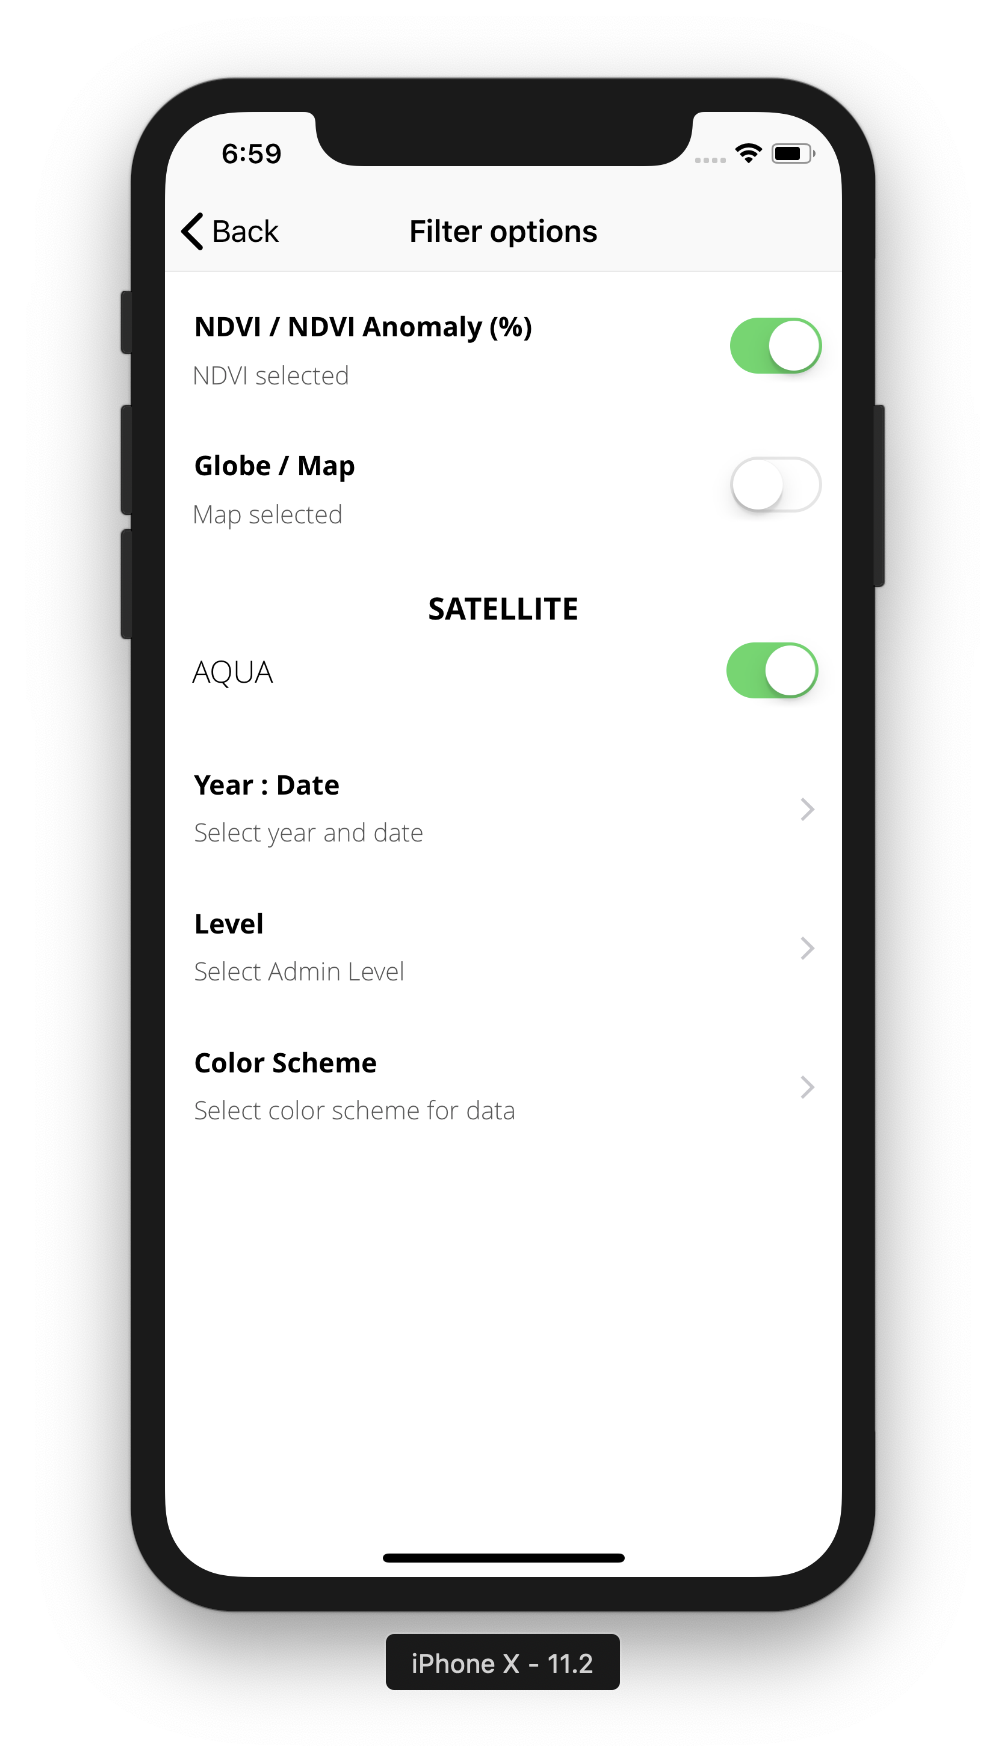 6:59
Back
Filter options
NDVI / NDVI Anomaly (%)
NDVI selected
Globe / Map
Map selected
SATELLITE
AQUA
Year : Date
Select year and date
Level
Select Admin Level
Color Scheme
Select color scheme for data
iPhone X - 11.2